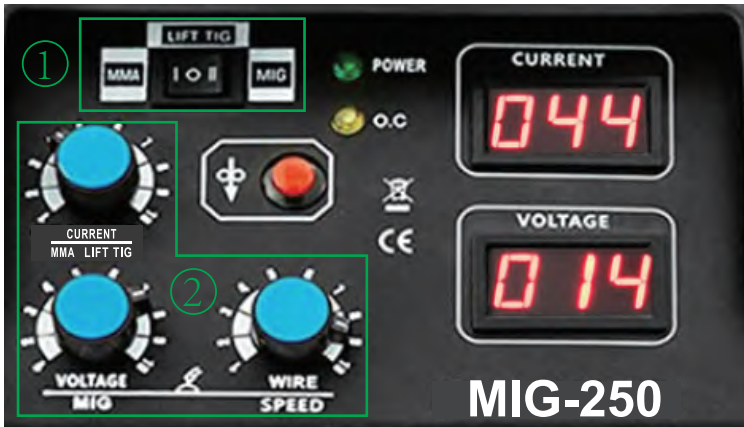 ①
LIFT TIG
MMA
I O II
MIG
POWER
O.C
CURRENT
044
CURRENT
MMA LIFT TIG
CE
VOLTAGE
014
②
VOLTAGE
MIG
WIRE
SPEED
MIG-250